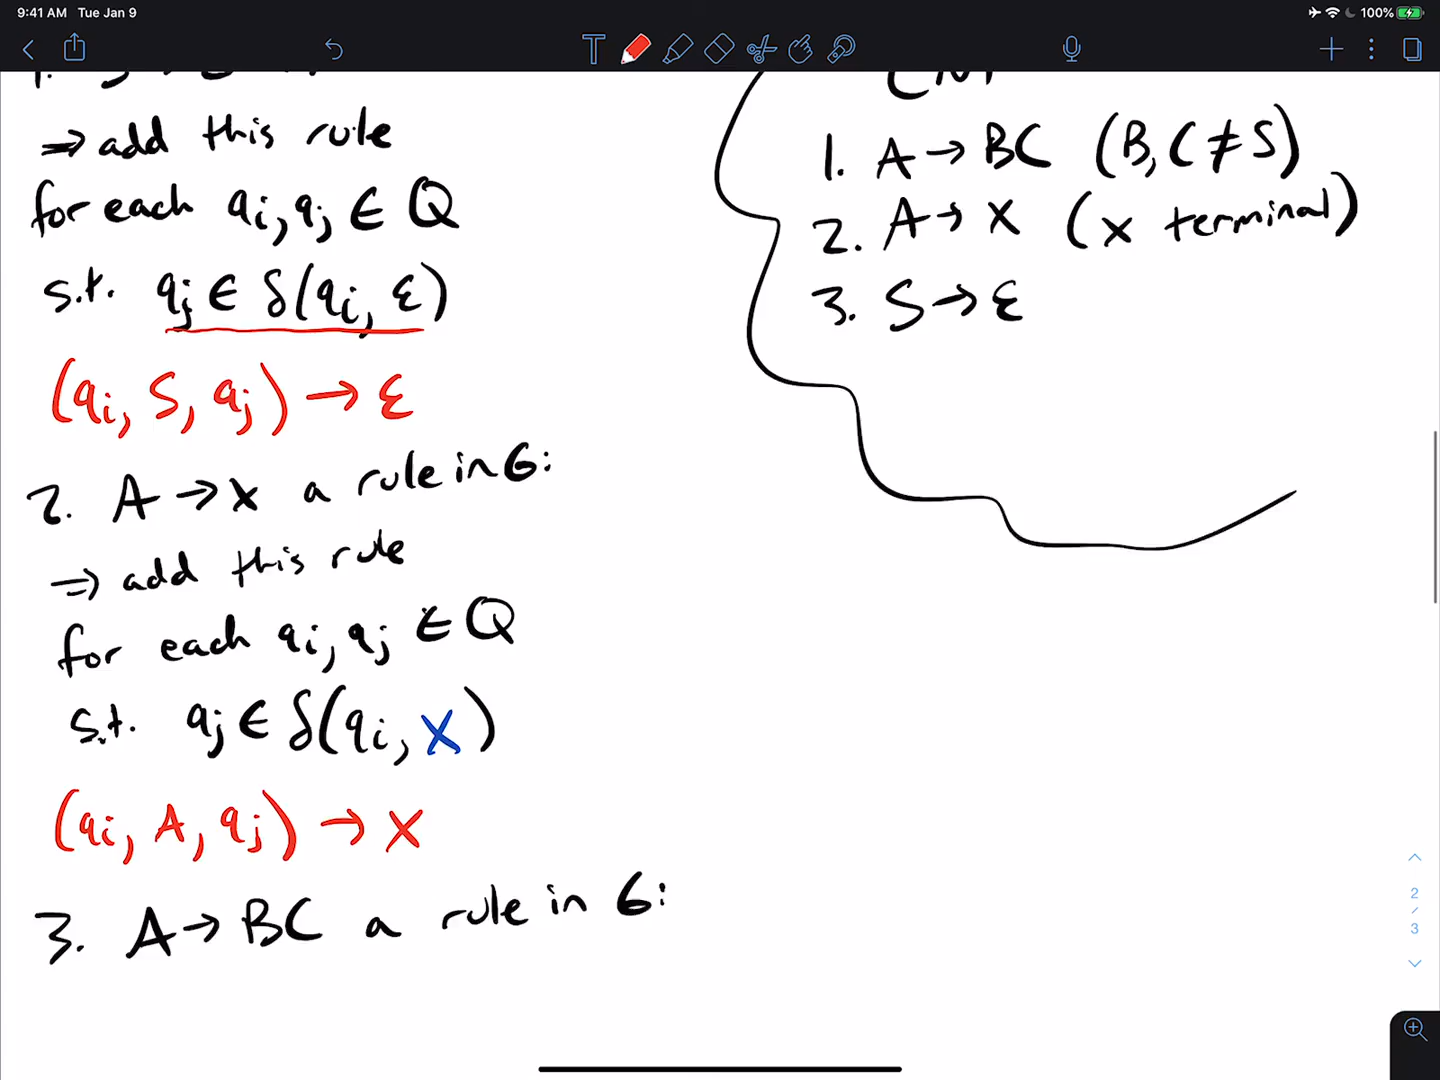 9:41 AM Tue Jan 9
100%
⇒ add this rule
for each qi, qj ∈ Q
s.t. qj ∈ δ(qi, ε)
(qi, S, qj) → ε
2. A → x a rule in G:
⇒ add this rule
for each qi, qj ∈ Q
s.t. qj ∈ δ(qi, x)
(qi, A, qj) → x
3. A → BC a rule in G:
1. A → BC (B, C ≠ S)
2. A → x (x terminal)
3. S → ε
2
/
3